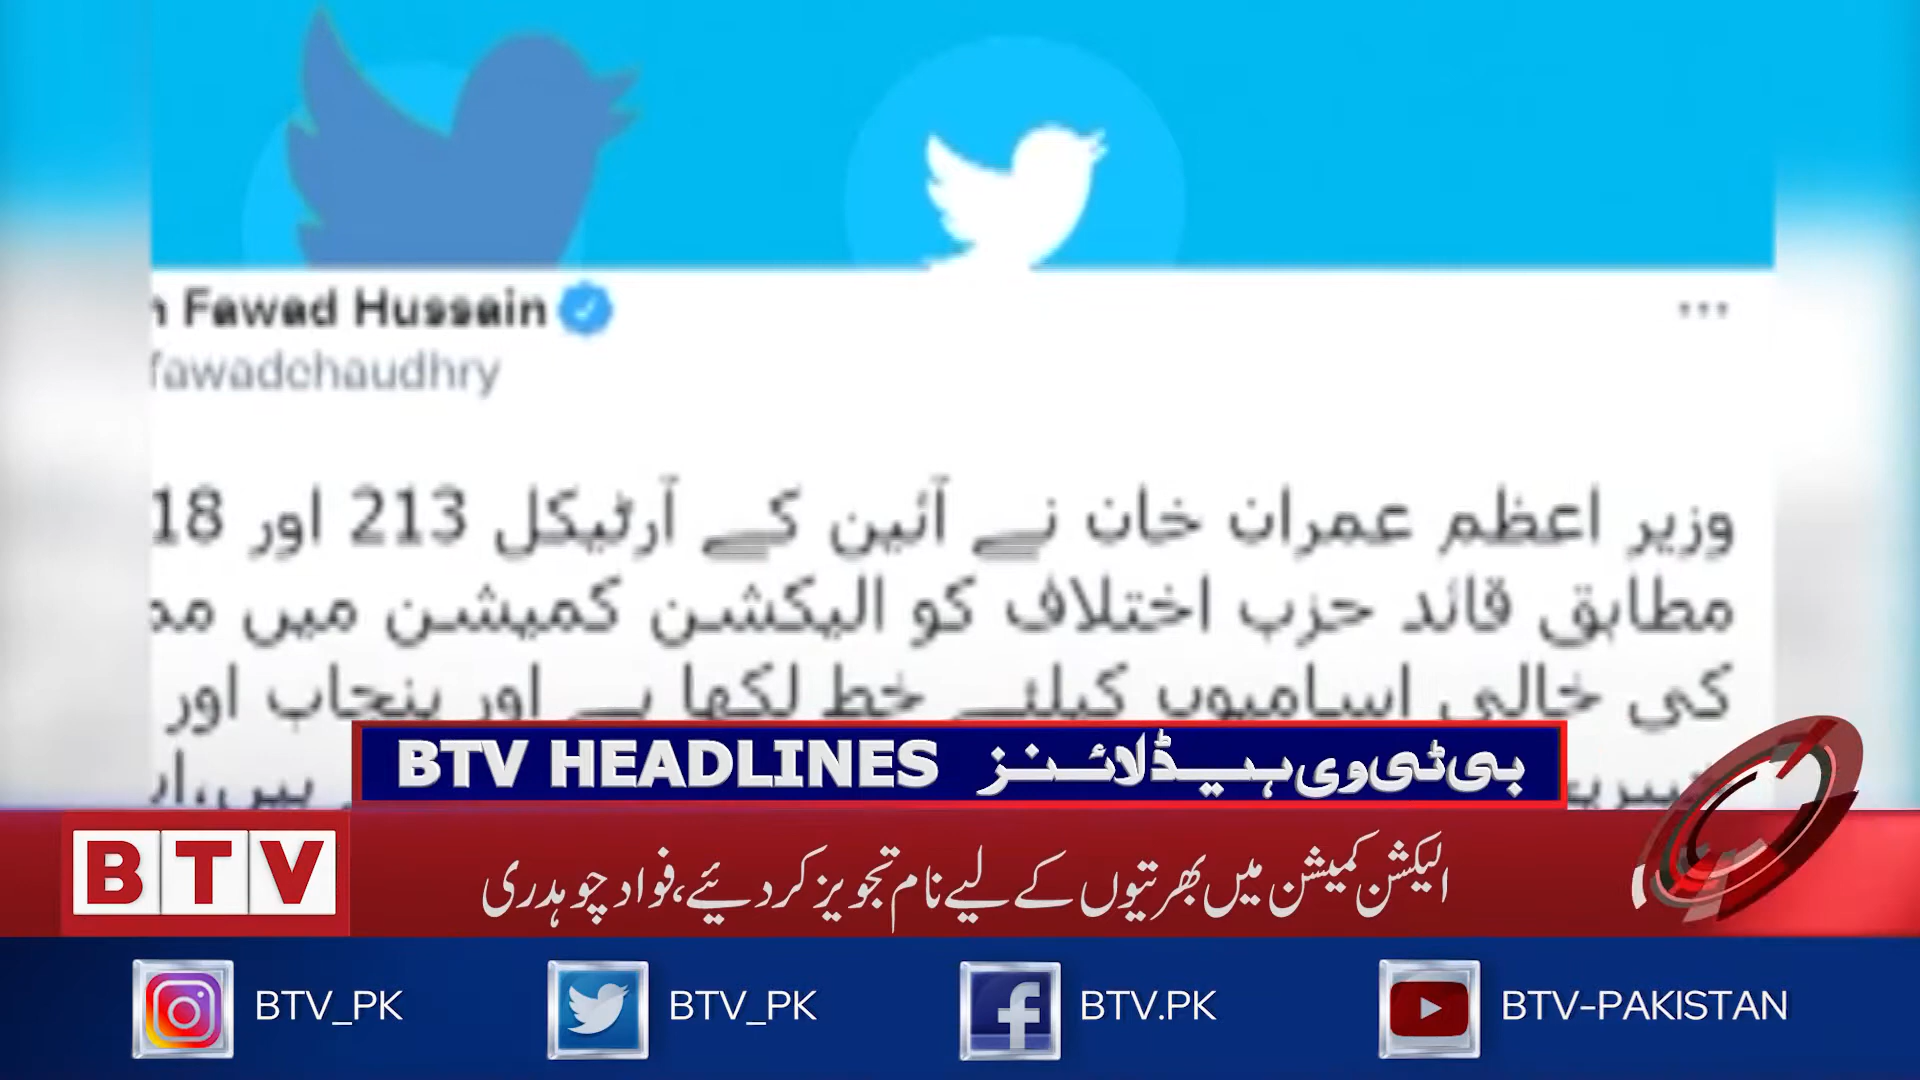 n Fawad Hussain
fawadchaudhry
وزیر اعظم عمران خان نے آئین کے آرٹیکل 213 اور 18
مطابق قائد حزب اختلاف کو الیکشن کمیشن میں
کی خالی اسامیوں کیلئے خط لکھا ہے اور پنجاب اور
ہیں،
BTV HEADLINES بی ٹی وی ہیڈلائنز
BTV
الیکشن کمیشن میں بھرتیوں کے لیے نام تجویز کر دیئے، فواد چوہدری
BTV_PK BTV_PK BTV.PK BTV-PAKISTAN